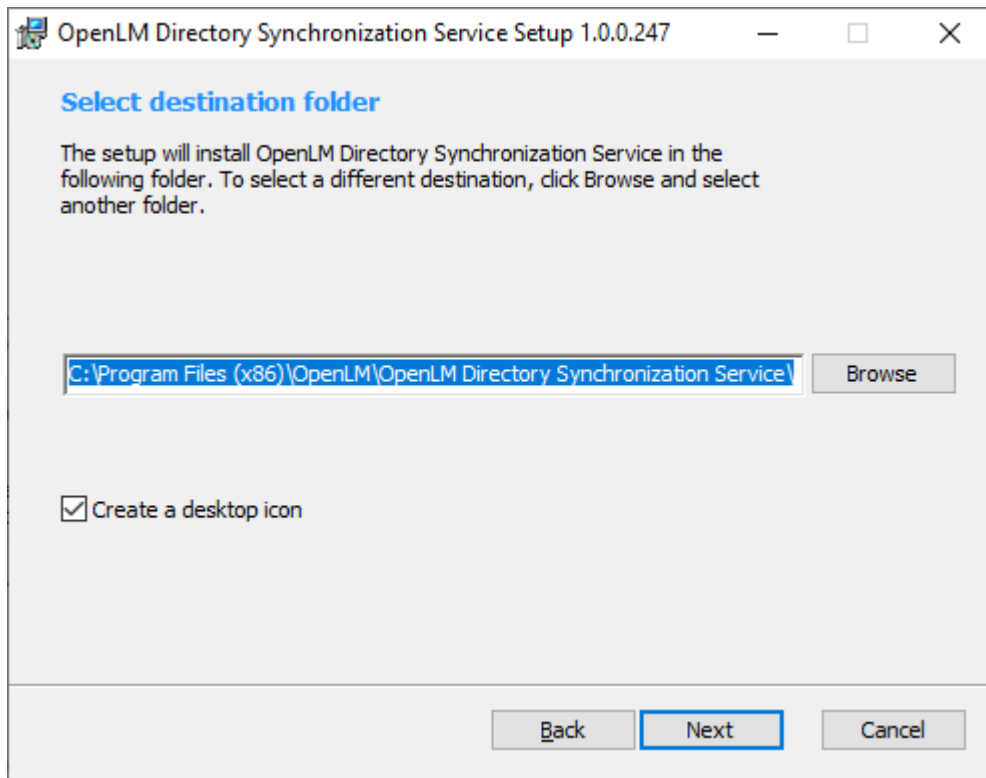 OpenLM Directory Synchronization Service Setup 1.0.0.247
Select destination folder
The setup will install OpenLM Directory Synchronization Service in the
following folder. To select a different destination, click Browse and select
another folder.
C:\Program Files (x86)\OpenLM\OpenLM Directory Synchronization Service\
Browse
Create a desktop icon
Back
Next
Cancel